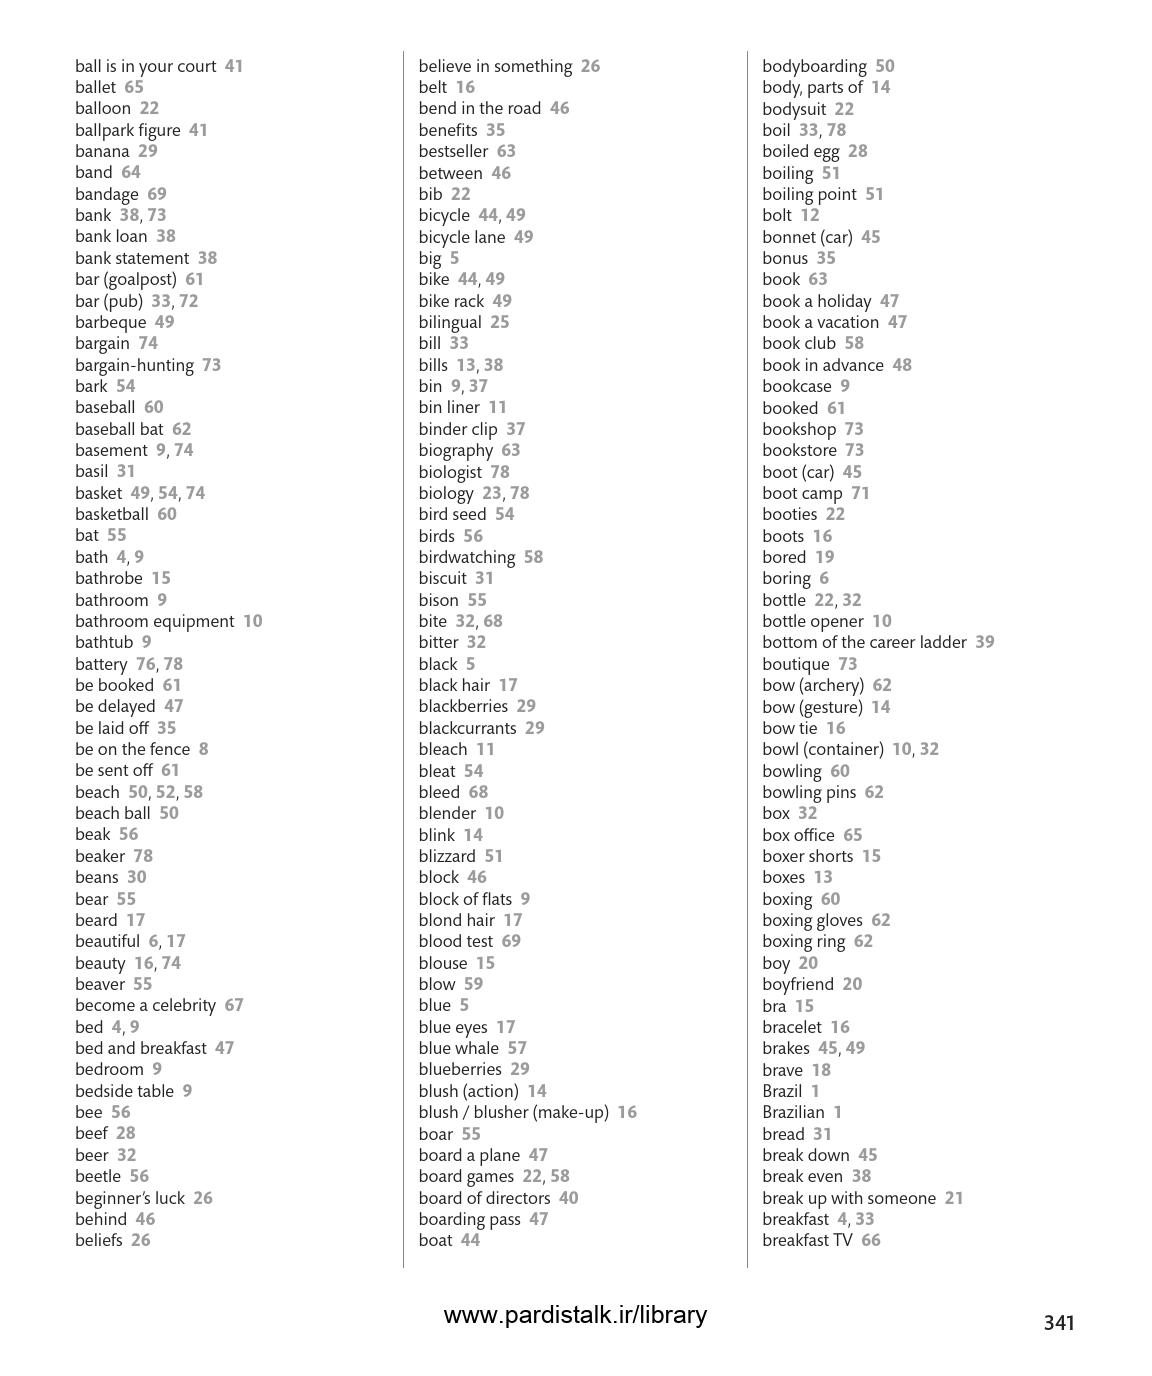 ball is in your court 41
ballet 65
balloon 22
ballpark figure 41
banana 29
band 64
bandage 69
bank 38, 73
bank loan 38
bank statement 38
bar (goalpost) 61
bar (pub) 33, 72
barbeque 49
bargain 74
bargain-hunting 73
bark 54
baseball 60
baseball bat 62
basement 9, 74
basil 31
basket 49, 54, 74
basketball 60
bat 55
bath 4, 9
bathrobe 15
bathroom 9
bathroom equipment 10
bathtub 9
battery 76, 78
be booked 61
be delayed 47
be laid off 35
be on the fence 8
be sent off 61
beach 50, 52, 58
beach ball 50
beak 56
beaker 78
beans 30
bear 55
beard 17
beautiful 6, 17
beauty 16, 74
beaver 55
become a celebrity 67
bed 4, 9
bed and breakfast 47
bedroom 9
bedside table 9
bee 56
beef 28
beer 32
beetle 56
beginner's luck 26
behind 46
beliefs 26
believe in something 26
belt 16
bend in the road 46
benefits 35
bestseller 63
between 46
bib 22
bicycle 44, 49
bicycle lane 49
big 5
bike 44, 49
bike rack 49
bilingual 25
bill 33
bills 13, 38
bin 9, 37
bin liner 11
binder clip 37
biography 63
biologist 78
biology 23, 78
bird seed 54
birds 56
birdwatching 58
biscuit 31
bison 55
bite 32, 68
bitter 32
black 5
black hair 17
blackberries 29
blackcurrants 29
bleach 11
bleat 54
bleed 68
blender 10
blink 14
blizzard 51
block 46
block of flats 9
blond hair 17
blood test 69
blouse 15
blow 59
blue 5
blue eyes 17
blue whale 57
blueberries 29
blush (action) 14
blush / blusher (make-up) 16
boar 55
board a plane 47
board games 22, 58
board of directors 40
boarding pass 47
boat 44
bodyboarding 50
body, parts of 14
bodysuit 22
boil 33, 78
boiled egg 28
boiling 51
boiling point 51
bolt 12
bonnet (car) 45
bonus 35
book 63
book a holiday 47
book a vacation 47
book club 58
book in advance 48
bookcase 9
booked 61
bookshop 73
bookstore 73
boot (car) 45
boot camp 71
booties 22
boots 16
bored 19
boring 6
bottle 22, 32
bottle opener 10
bottom of the career ladder 39
boutique 73
bow (archery) 62
bow (gesture) 14
bow tie 16
bowl (container) 10, 32
bowling 60
bowling pins 62
box 32
box office 65
boxer shorts 15
boxes 13
boxing 60
boxing gloves 62
boxing ring 62
boy 20
boyfriend 20
bra 15
bracelet 16
brakes 45, 49
brave 18
Brazil 1
Brazilian 1
bread 31
break down 45
break even 38
break up with someone 21
breakfast 4, 33
breakfast TV 66
www.pardistalk.ir/library
341